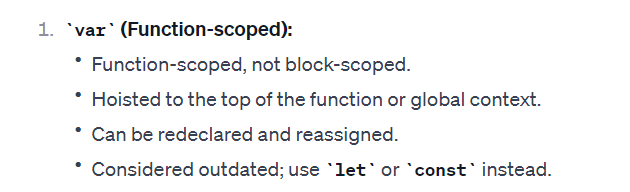 1. `var` (Function-scoped):
• Function-scoped, not block-scoped.
• Hoisted to the top of the function or global context.
• Can be redeclared and reassigned.
• Considered outdated; use `let` or `const` instead.